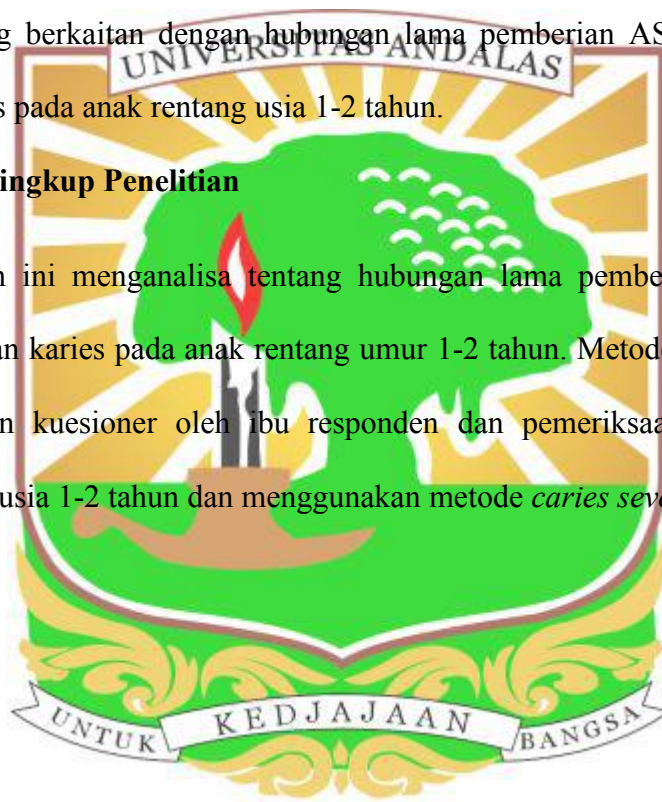 g berkaitan dengan hubungan lama pemberian AS
UNIVERSITAS ANDALAS
s pada anak rentang usia 1-2 tahun.
ingkup Penelitian
n ini menganalisa tentang hubungan lama pembe
an karies pada anak rentang umur 1-2 tahun. Metode
n kuesioner oleh ibu responden dan pemeriksaa
usia 1-2 tahun dan menggunakan metode caries seve
UNTUK KEDJAJAAN BANGSA